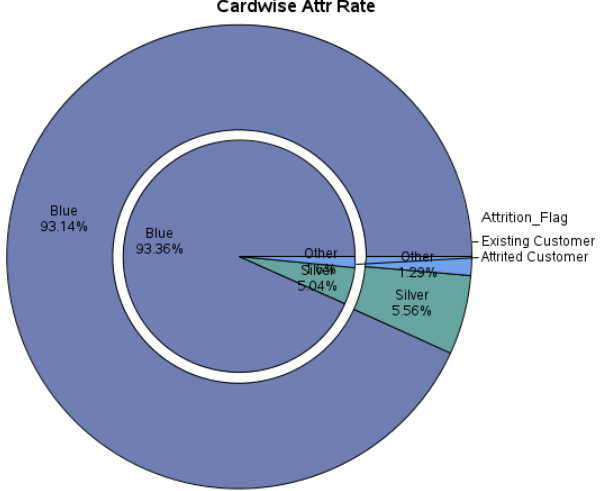 Cardwise Attr Rate
Blue
93.14%
Blue
93.36%
Attrition_Flag
Existing Customer
Attrited Customer
Other
Other
1.29%
Silver
5.04%
Silver
5.56%